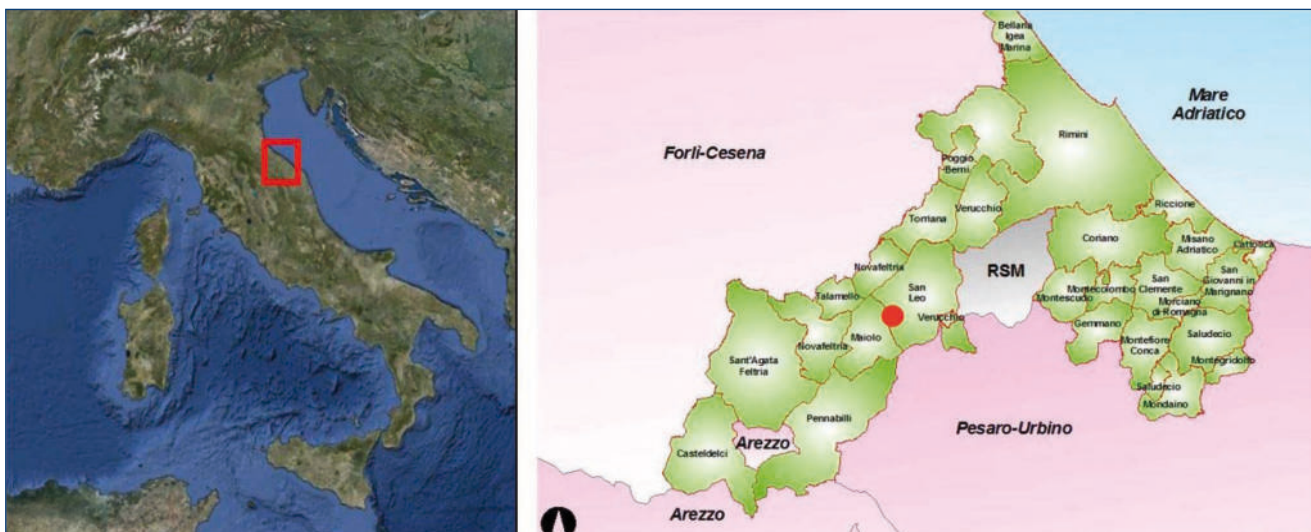 Bellaria
Igea
Marina
Mare
Adriatico
Rimini
Forli-Cesena
Poggio
Berni
Riccione
Torriana
Verucchio
Coriano
Misano
Adriatico
Cattolica
Novafeltria
RSM
San
Leo
Montecolombo
San
Clemente
San
Giovanni in
Marignano
Talamello
Montescudo
Morciano
di Romagna
Verucchio
Gemmano
Maiolo
Novafeltria
Montefiore
Conca
Saludecio
Sant'Agata
Feltria
Montegridolfo
Saludecio
Mondaino
Pennabilli
Pesaro-Urbino
Arezzo
Casteldelci
Arezzo